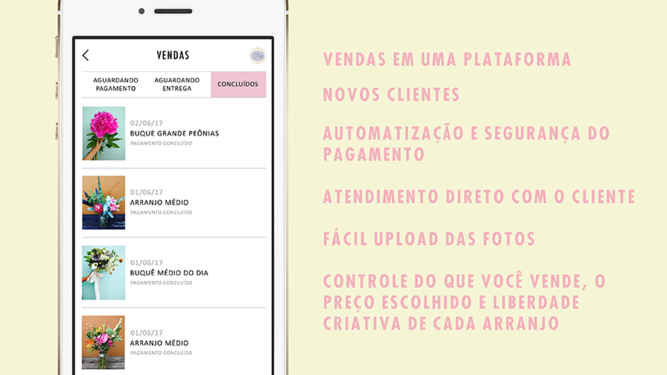 VENDAS
AGUARDANDO
PAGAMENTO
AGUARDANDO
ENTREGA
CONCLUÍDOS
02/06/17
BUQUE GRANDE PEÔNIAS
PAGAMENTO CONCLUÍDO
01/06/17
ARRANJO MÉDIO
PAGAMENTO CONCLUÍDO
01/06/17
BUQUÊ MÉDIO DO DIA
PAGAMENTO CONCLUÍDO
01/06/17
ARRANJO MÉDIO
PAGAMENTO CONCLUÍDO
VENDAS EM UMA PLATAFORMA
NOVOS CLIENTES
AUTOMATIZAÇÃO E SEGURANÇA DO
PAGAMENTO
ATENDIMENTO DIRETO COM O CLIENTE
FÁCIL UPLOAD DAS FOTOS
CONTROLE DO QUE VOCÊ VENDE, O
PREÇO ESCOLHIDO E LIBERDADE
CRIATIVA DE CADA ARRANJO